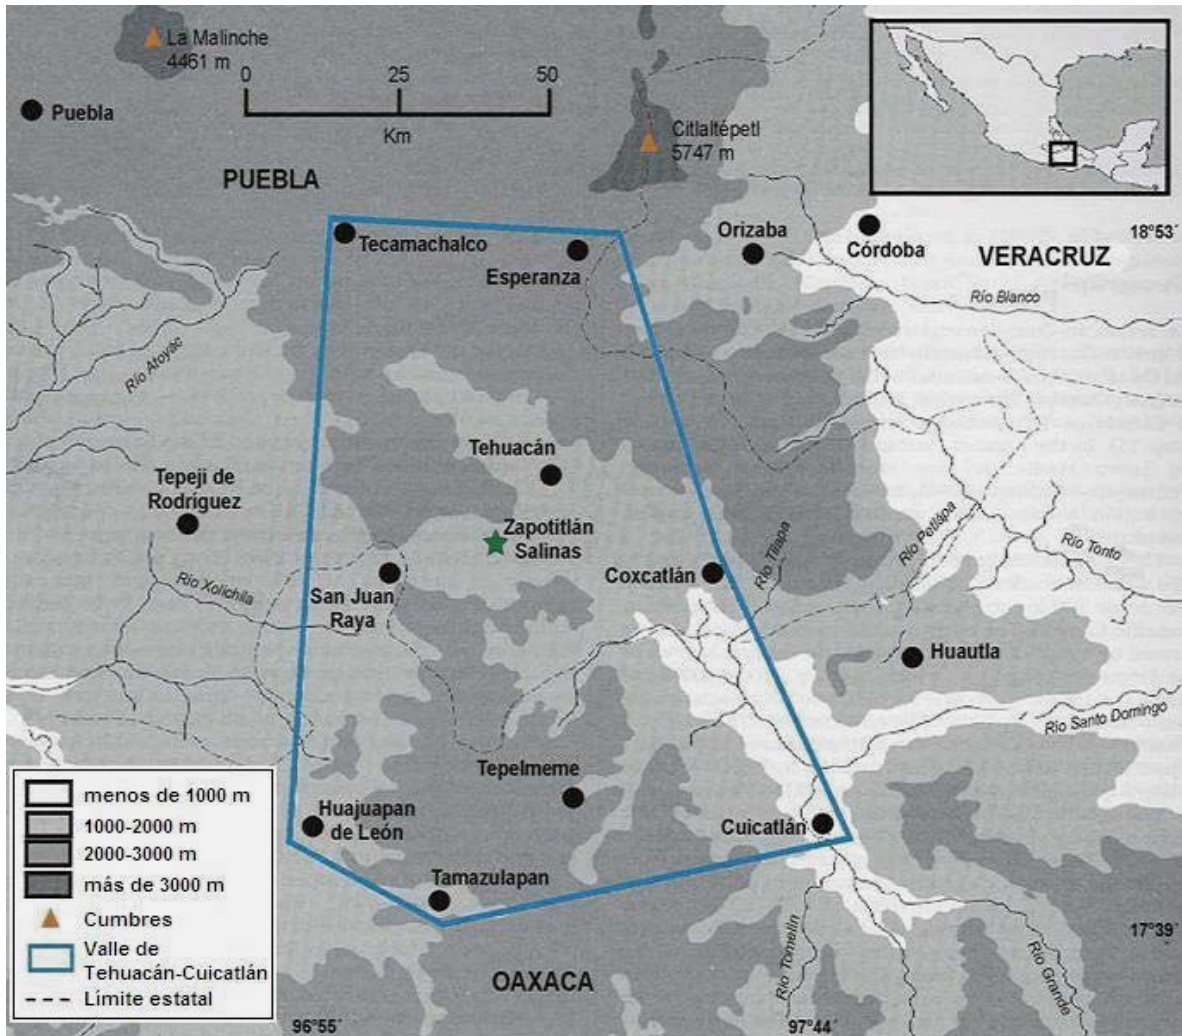 La Malinche
4461 m
0 25 50
Km
Puebla
Citlaltépetl
5747 m
PUEBLA
Tecamachalco
Esperanza
Orizaba
Córdoba
18°53´
VERACRUZ
Río Blanco
Río Atoyac
Tehuacán
Tepeji de
Rodríguez
Zapotitlán
Salinas
Río Petlápa
Río Tonto
Río Tilapa
Coxcatlán
San Juan
Raya
Río Xolichila
Huautla
Río Santo Domingo
Tepelmeme
Huajuapan
de León
Cuicatlán
Tamazulapan
17°39´
Río Tomelín
Río Grande
OAXACA
96°55´
97°44´
menos de 1000 m
1000-2000 m
2000-3000 m
más de 3000 m
Cumbres
Valle de
Tehuacán-Cuicatlán
Límite estatal